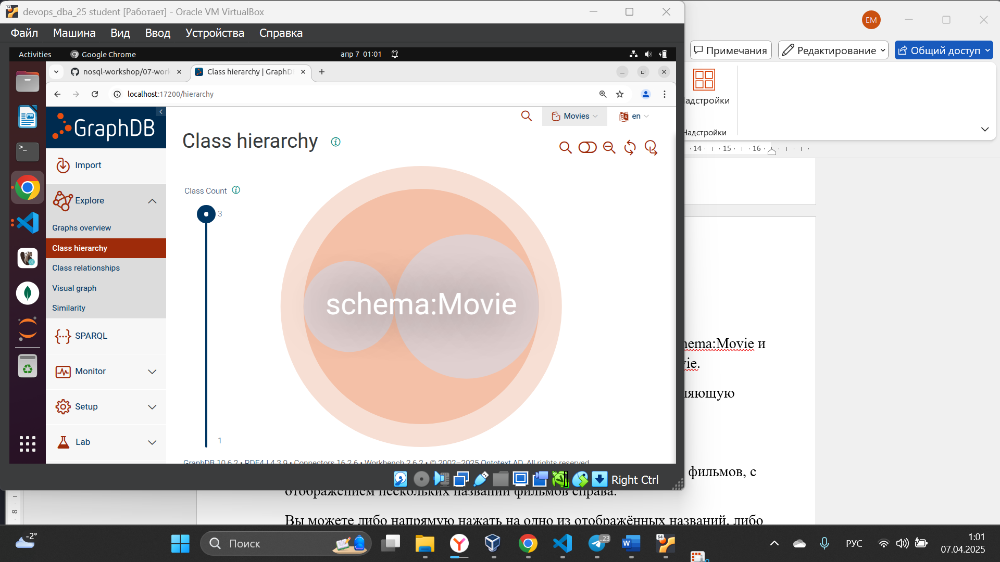 devops_dba_25 student [Работает] - Oracle VM VirtualBox
Файл Машина Вид Ввод Устройства Справка
Activities Google Chrome апр 7 01:01
nosql-workshop/07-work
Class hierarchy | GraphD
localhost:17200/hierarchy
GraphDB
Movies en
Class hierarchy
Import
Explore
Graphs overview
Class hierarchy
Class relationships
Visual graph
Similarity
SPARQL
Monitor
Setup
Lab
Class Count
3
1
schema:Movie
GraphDB 10.6.2 • RDF4J 4.3.9 • Connectors 16.2.6 • Workbench 2.6.2 • © 2002–2025 Ontotext AD. All rights reserved.
Right Ctrl
EM
Примечания Редактирование Общий доступ
адстройки
Надстройки
14 15 16
hema:Movie и
vie.
ляющую
фильмов, с
отображением нескольких названий фильмов справа.
Вы можете либо напрямую нажать на одно из отображённых названий, либо
8
-2°
Поиск
..23
64
РУС
1:01
07.04.2025